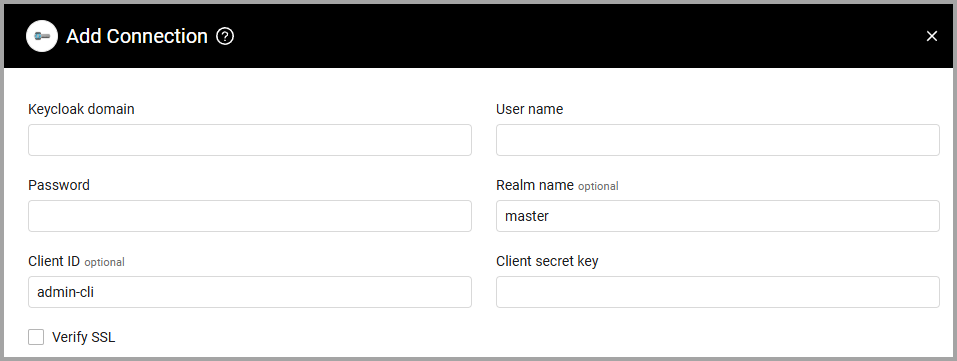 Add Connection ?
Keycloak domain
User name
Password
Realm name optional
master
Client ID optional
Client secret key
admin-cli
Verify SSL